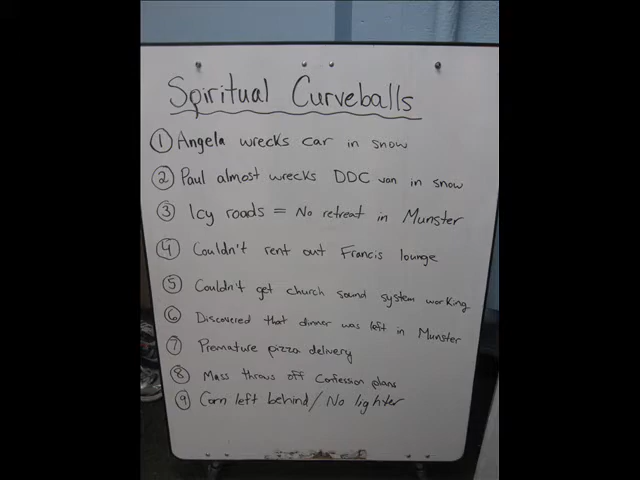 Spiritual Curveballs
① Angela wrecks car in snow
② Paul almost wrecks DDC van in snow
③ Icy roads = No retreat in Munster
④ Couldn't rent out Francis lounge
⑤ Couldn't get church sound system working
⑥ Discovered that dinner was left in Munster
⑦ Premature pizza delivery
⑧ Mass throws off Confession plans
⑨ Corn left behind/No lighter